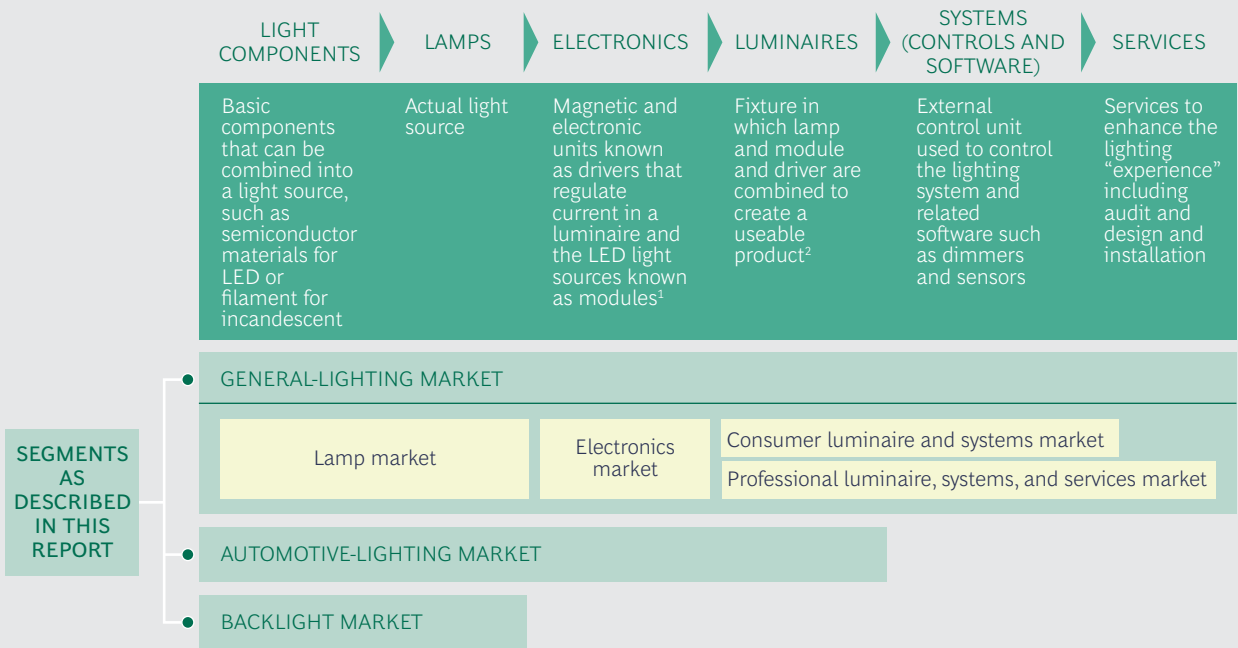 LIGHT
COMPONENTS
LAMPS
ELECTRONICS
LUMINAIRES
SYSTEMS
(CONTROLS AND
SOFTWARE)
SERVICES
Basic
components
that can be
combined into
a light source,
such as
semiconductor
materials for
LED or
filament for
incandescent
Actual light
source
Magnetic and
electronic
units known
as drivers that
regulate
current in a
luminaire and
the LED light
sources known
as modules¹
Fixture in
which lamp
and module
and driver are
combined to
create a
useable
product²
External
control unit
used to control
the lighting
system and
related
software such
as dimmers
and sensors
Services to
enhance the
lighting
“experience”
including
audit and
design and
installation
SEGMENTS
AS
DESCRIBED
IN THIS
REPORT
GENERAL-LIGHTING MARKET
Lamp market
Electronics
market
Consumer luminaire and systems market
Professional luminaire, systems, and services market
AUTOMOTIVE-LIGHTING MARKET
BACKLIGHT MARKET